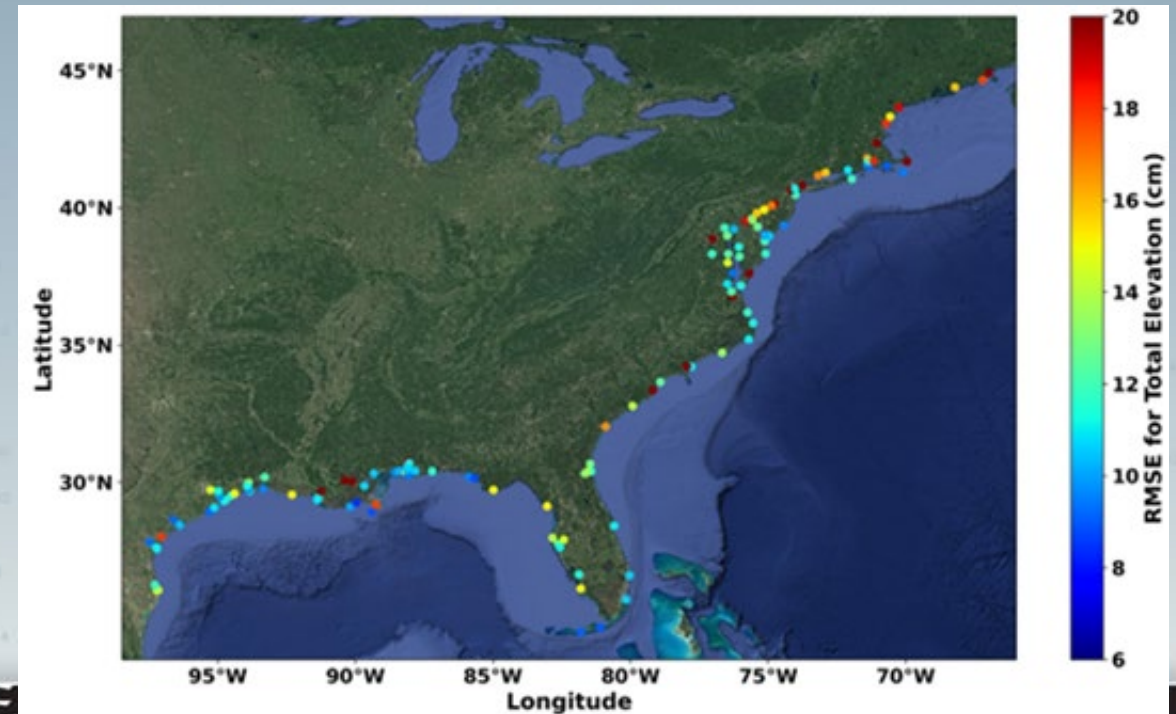 45°N
40°N
35°N
30°N
Latitude
95°W 90°W 85°W 80°W 75°W 70°W
Longitude
20
18
16
14
12
10
8
6
RMSE for Total Elevation (cm)